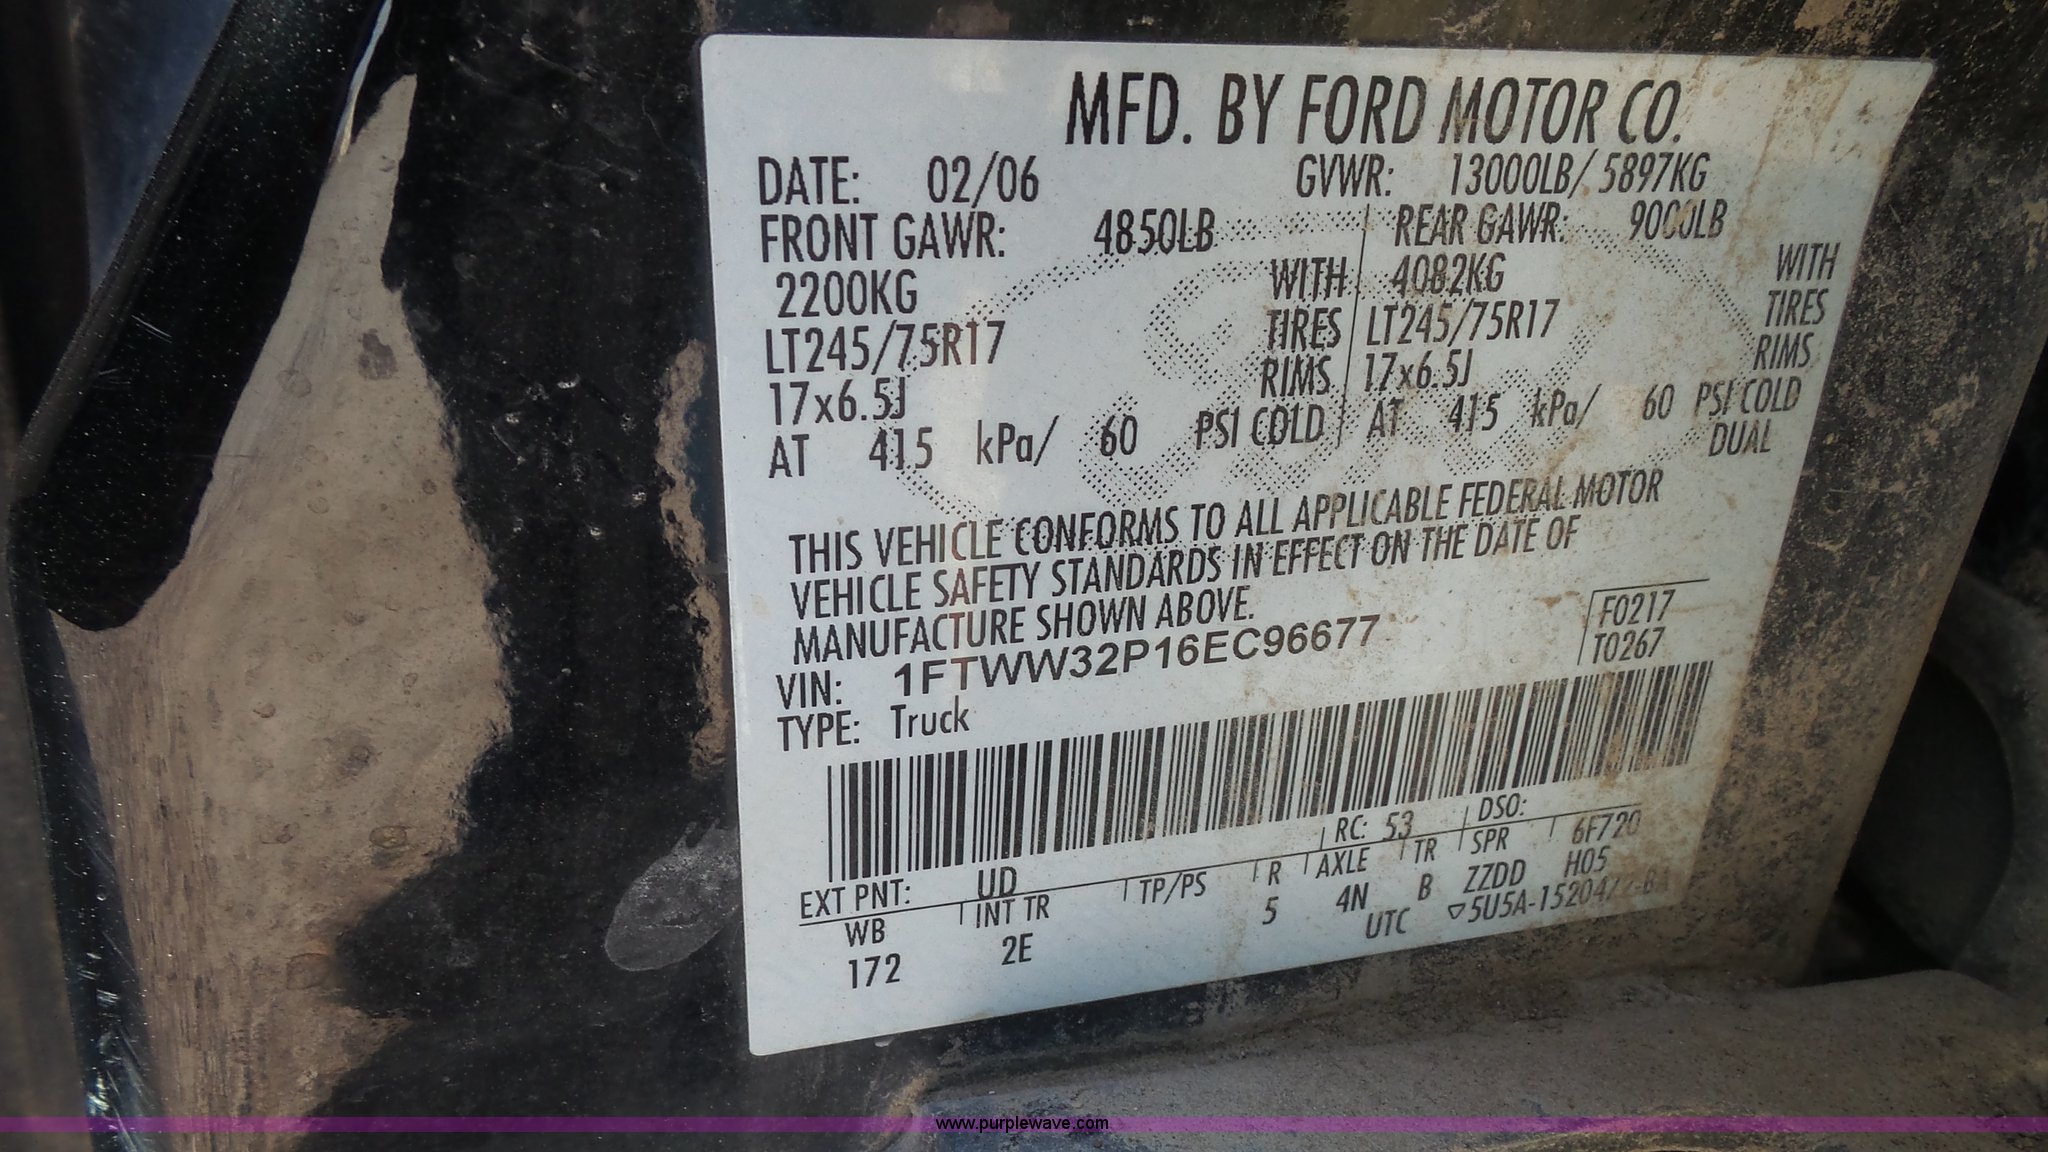 MFD. BY FORD MOTOR CO.
DATE: 02/06 GVWR: 13000LB/ 5897KG
FRONT GAWR: 4850LB REAR GAWR: 9000LB
2200KG WITH 4082KG WITH
LT245/75R17 TIRES LT245/75R17 TIRES
17x6.5J RIMS 17x6.5J RIMS
AT 415 kPa/ 60 PSI COLD AT 415 kPa/ 60 PSI COLD
DUAL
THIS VEHICLE CONFORMS TO ALL APPLICABLE FEDERAL MOTOR
VEHICLE SAFETY STANDARDS IN EFFECT ON THE DATE OF
MANUFACTURE SHOWN ABOVE.
F0217
T0267
VIN: 1FTWW32P16EC96677
TYPE: Truck
EXT PNT: UD RC: 53 DSO:
WB INT TR TP/PS R AXLE TR SPR 6F720
172 2E 5 4N B ZZDD H05
UTC
www.purplewave.com